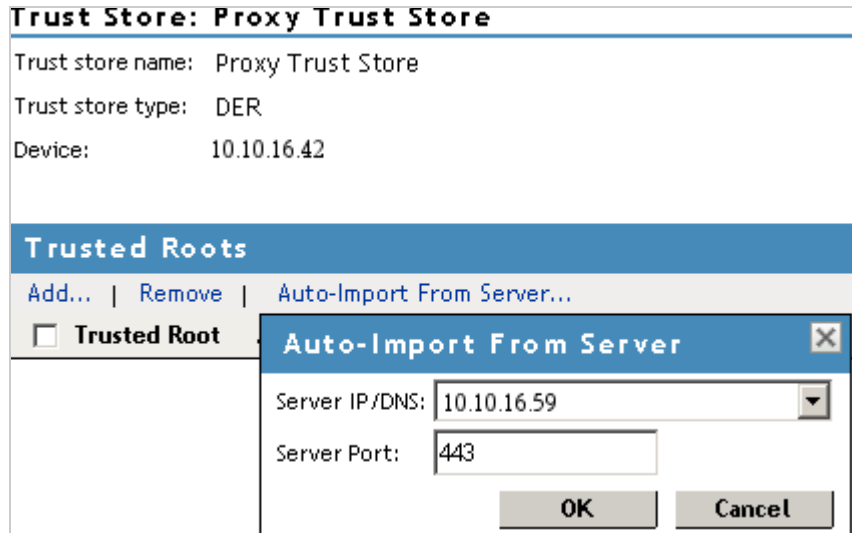 Trust Store: Proxy Trust Store
Trust store name: Proxy Trust Store
Trust store type: DER
Device: 10.10.16.42
Trusted Roots
Add... | Remove | Auto-Import From Server...
Trusted Root
Auto-Import From Server
Server IP/DNS: 10.10.16.59
Server Port: 443
OK Cancel